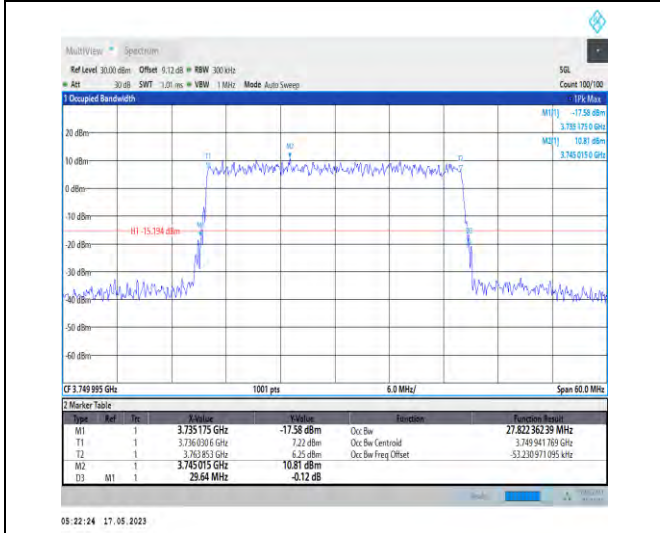 MultiView Spectrum
Ref Level 30.00 dBm Offset 9.12 dB RBW 300 kHz SGL
Att 30 dB SWT 1.01 ms VBW 1 MHz Mode Auto Sweep Count 100/100
1 Occupied Bandwidth 1Pk Max
M1[1] -17.58 dBm
3.735 175 0 GHz
M2[1] 10.81 dBm
3.745 015 0 GHz
20 dBm
M2
T1
T2
10 dBm
0 dBm
-10 dBm
H1 -15.194 dBm
M1
D3
-20 dBm
-30 dBm
-40 dBm
-50 dBm
-60 dBm
CF 3.749 995 GHz 1001 pts 6.0 MHz/ Span 60.0 MHz
2 Marker Table
Type Ref Trc X-Value Y-Value Function Function Result
M1 1 3.735175 GHz -17.58 dBm Occ Bw 27.822 362 39 MHz
T1 1 3.736 030 6 GHz 7.22 dBm Occ Bw Centroid 3.749 941 769 GHz
T2 1 3.763 853 GHz 6.25 dBm Occ Bw Freq Offset -53.230 971 095 kHz
M2 1 3.745015 GHz 10.81 dBm
D3 M1 1 29.64 MHz -0.12 dB
Ready
05:22:24 17.05.2023